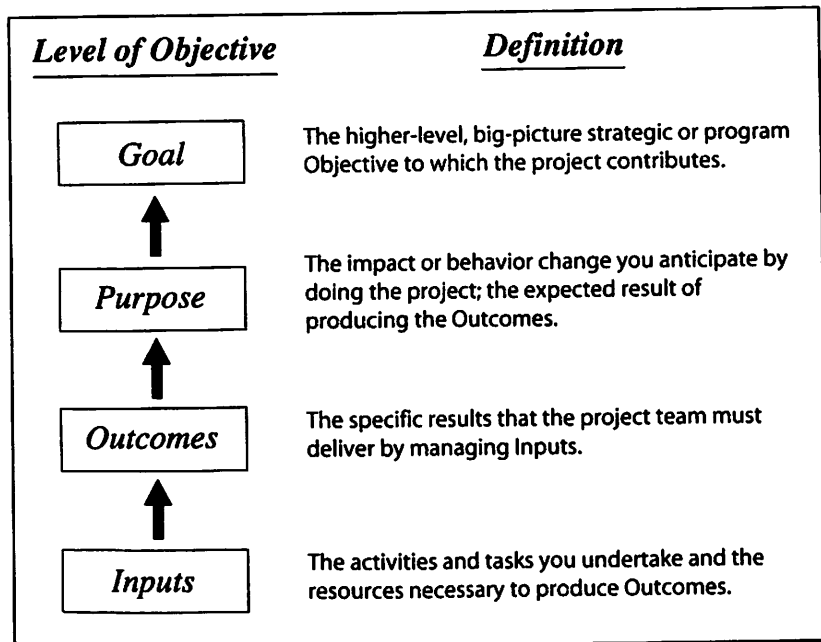 Level of Objective
Definition
Goal
The higher-level, big-picture strategic or program
Objective to which the project contributes.
Purpose
The impact or behavior change you anticipate by
doing the project; the expected result of
producing the Outcomes.
Outcomes
The specific results that the project team must
deliver by managing Inputs.
Inputs
The activities and tasks you undertake and the
resources necessary to produce Outcomes.